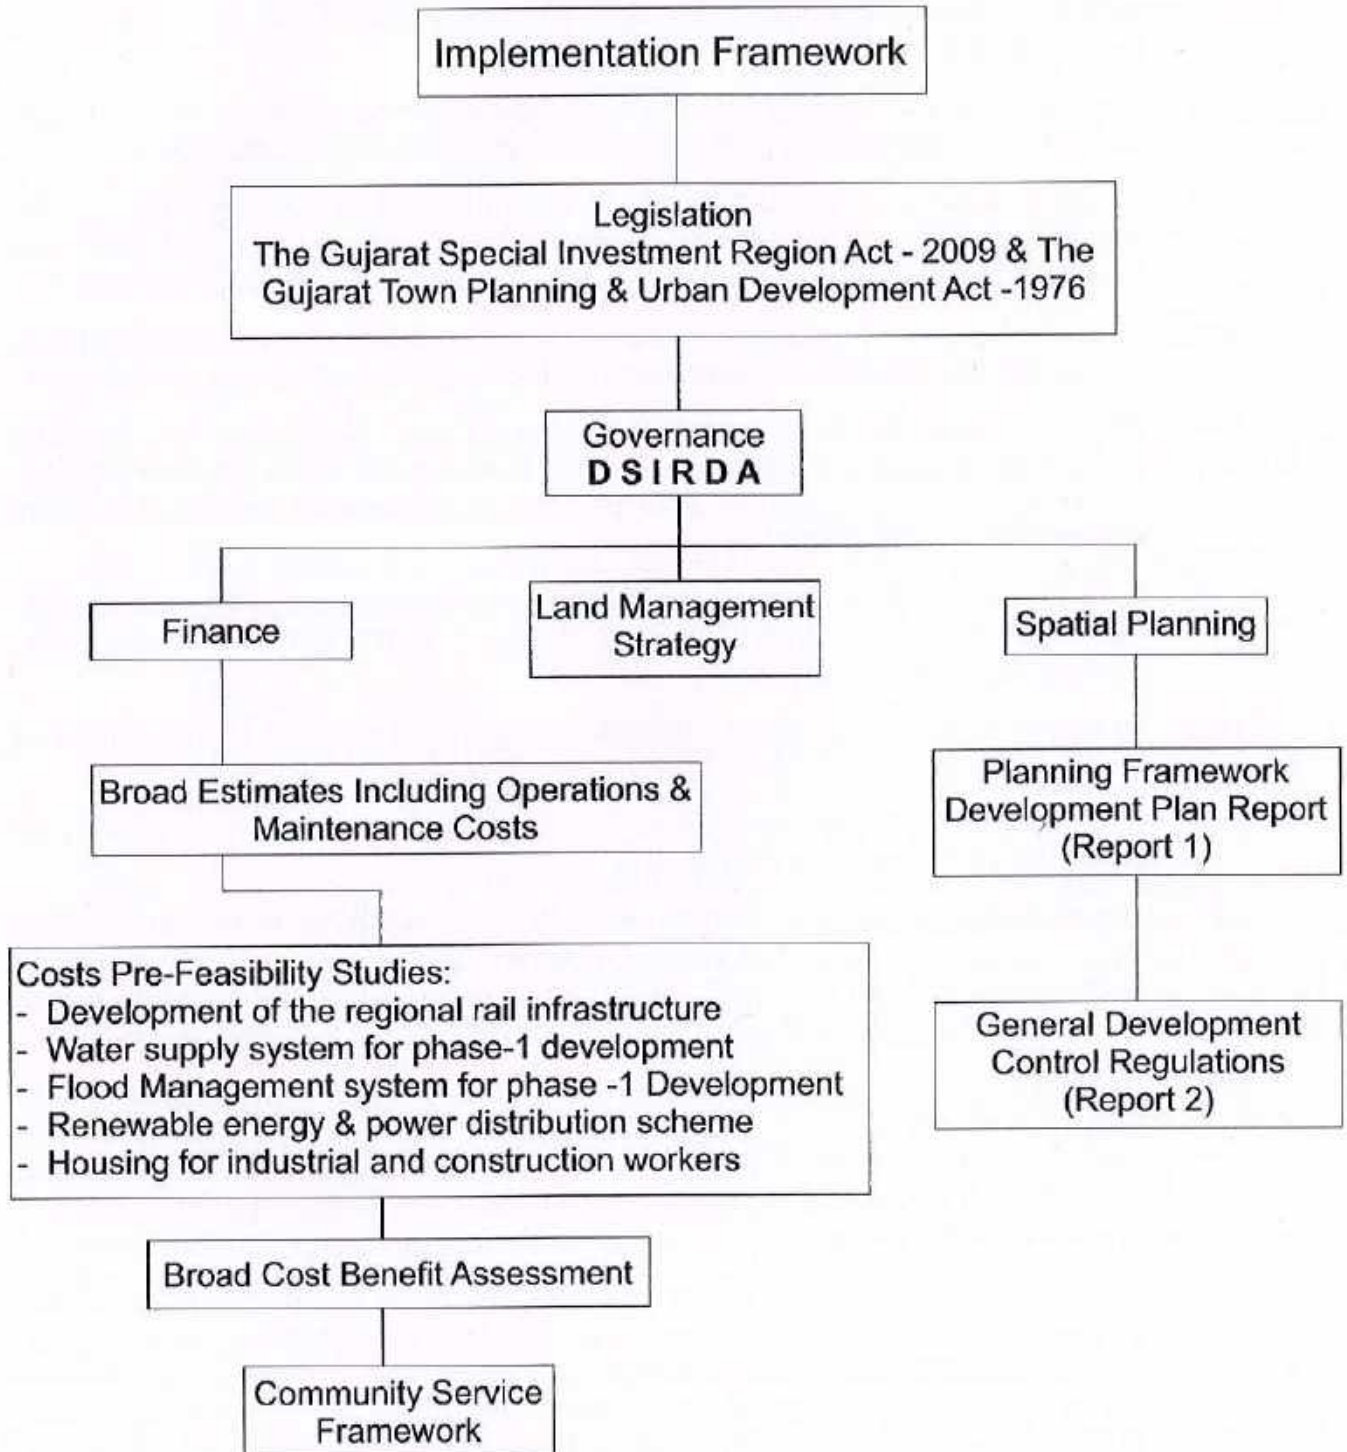 Implementation Framework
Legislation
The Gujarat Special Investment Region Act - 2009 & The
Gujarat Town Planning & Urban Development Act -1976
Governance
D S I R D A
Finance
Land Management
Strategy
Spatial Planning
Broad Estimates Including Operations &
Maintenance Costs
Planning Framework
Development Plan Report
(Report 1)
Costs Pre-Feasibility Studies:
- Development of the regional rail infrastructure
- Water supply system for phase-1 development
- Flood Management system for phase -1 Development
- Renewable energy & power distribution scheme
- Housing for industrial and construction workers
General Development
Control Regulations
(Report 2)
Broad Cost Benefit Assessment
Community Service
Framework